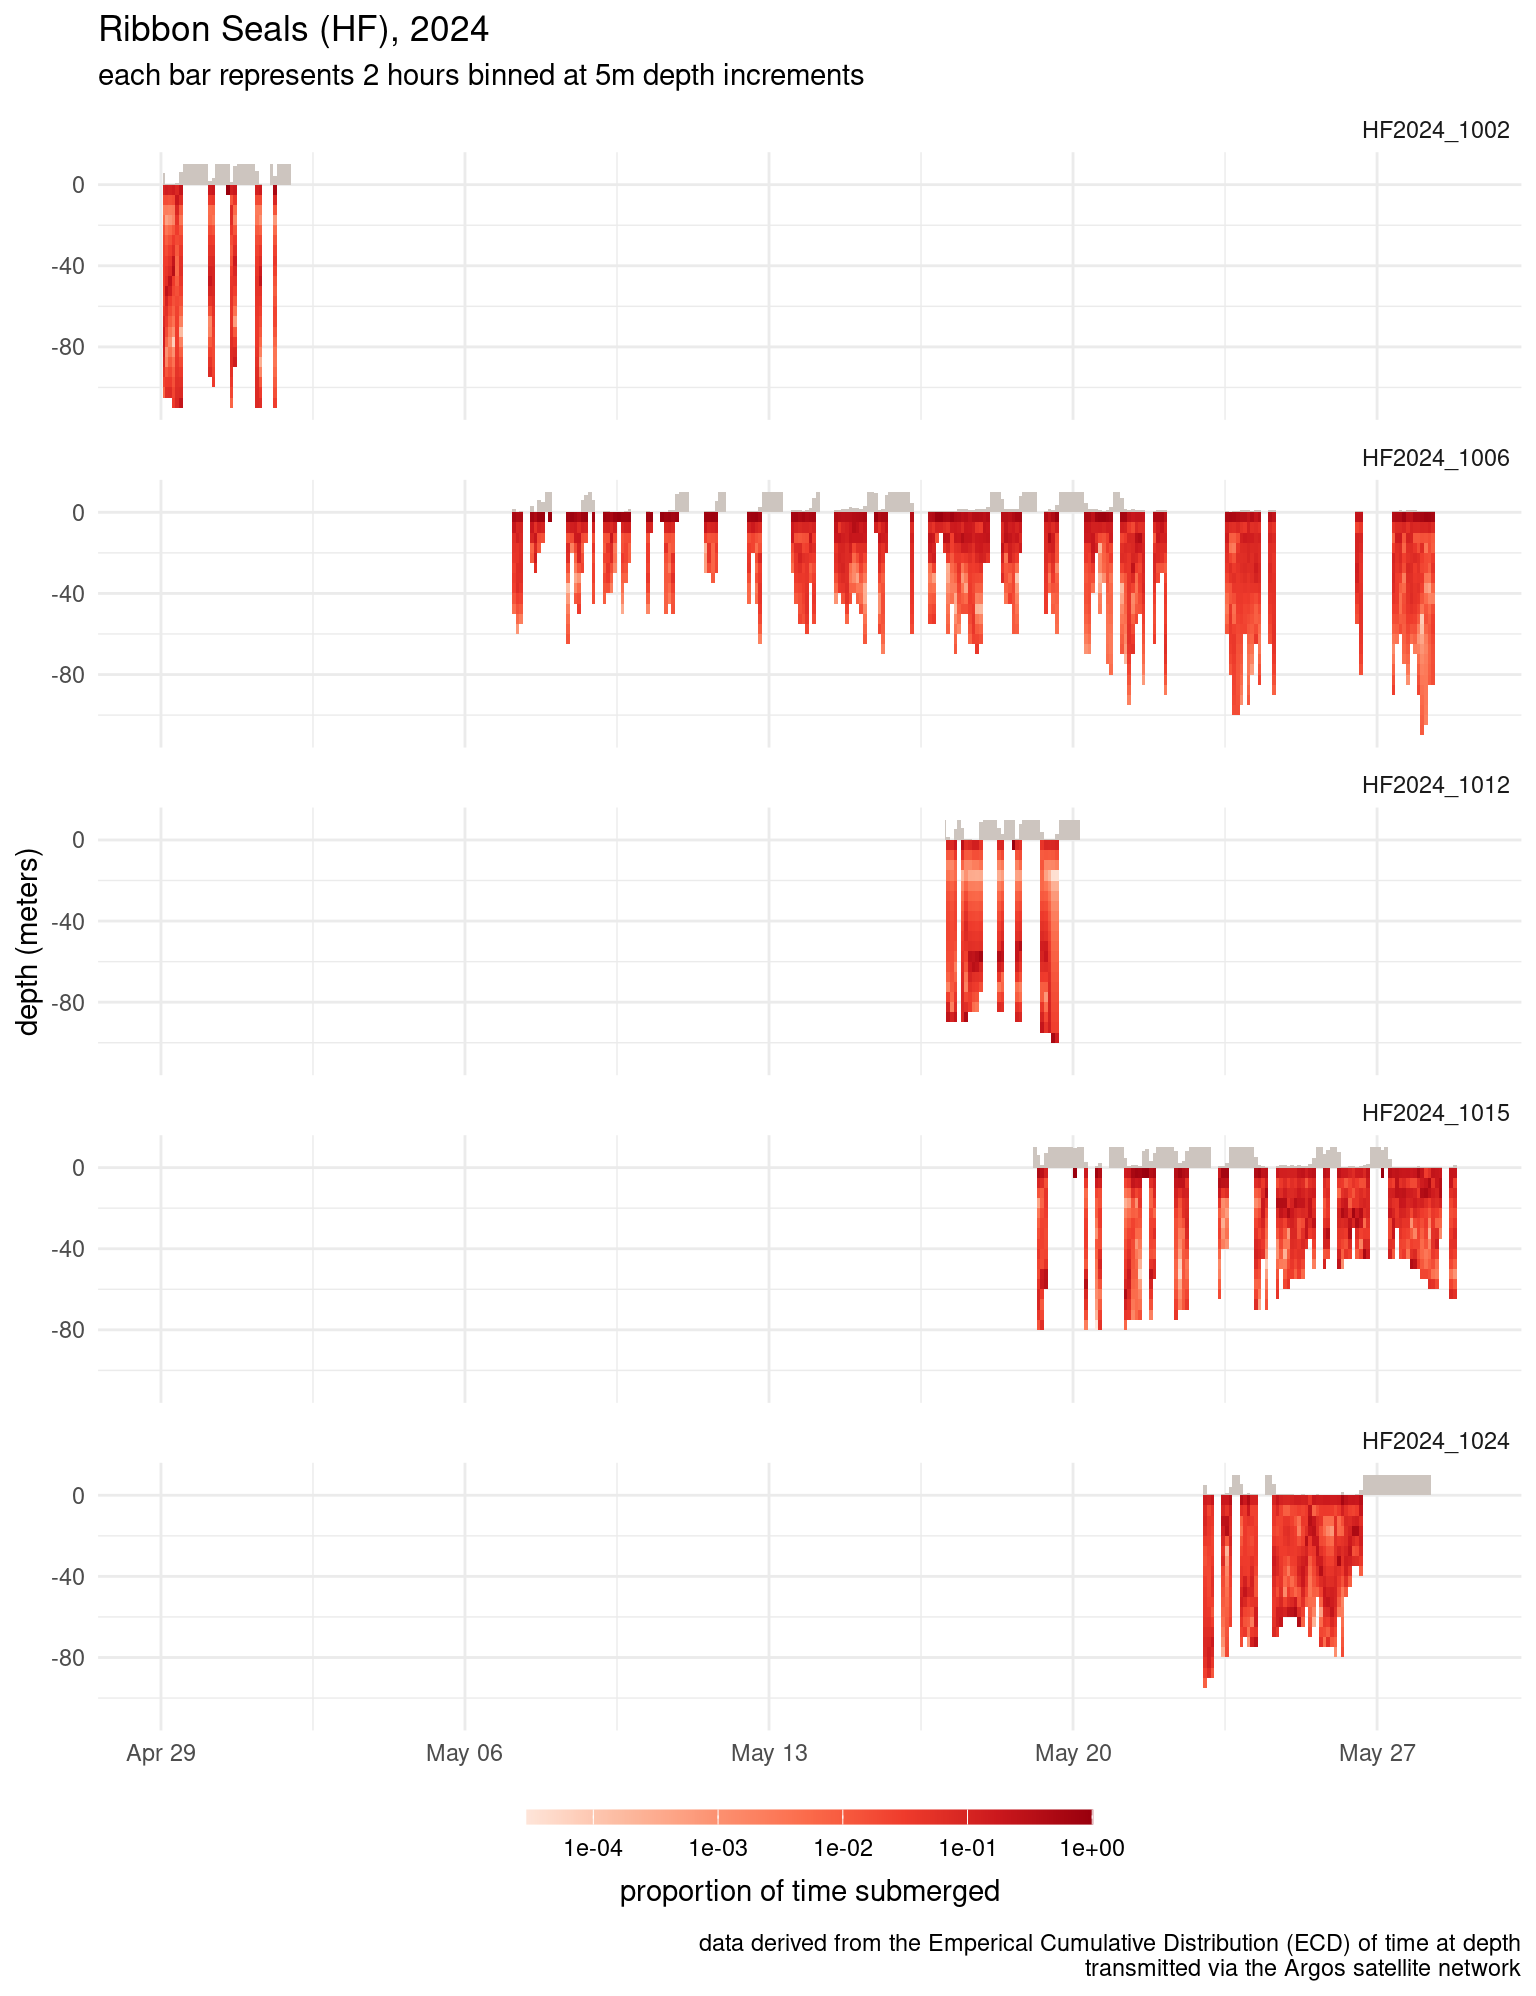 Ribbon Seals (HF), 2024
each bar represents 2 hours binned at 5m depth increments
HF2024_1002
0
-40
-80
HF2024_1006
0
-40
-80
HF2024_1012
0
-40
-80
depth (meters)
HF2024_1015
0
-40
-80
HF2024_1024
0
-40
-80
Apr 29 May 06 May 13 May 20 May 27
1e-04 1e-03 1e-02 1e-01 1e+00
proportion of time submerged
data derived from the Emperical Cumulative Distribution (ECD) of time at depth
transmitted via the Argos satellite network